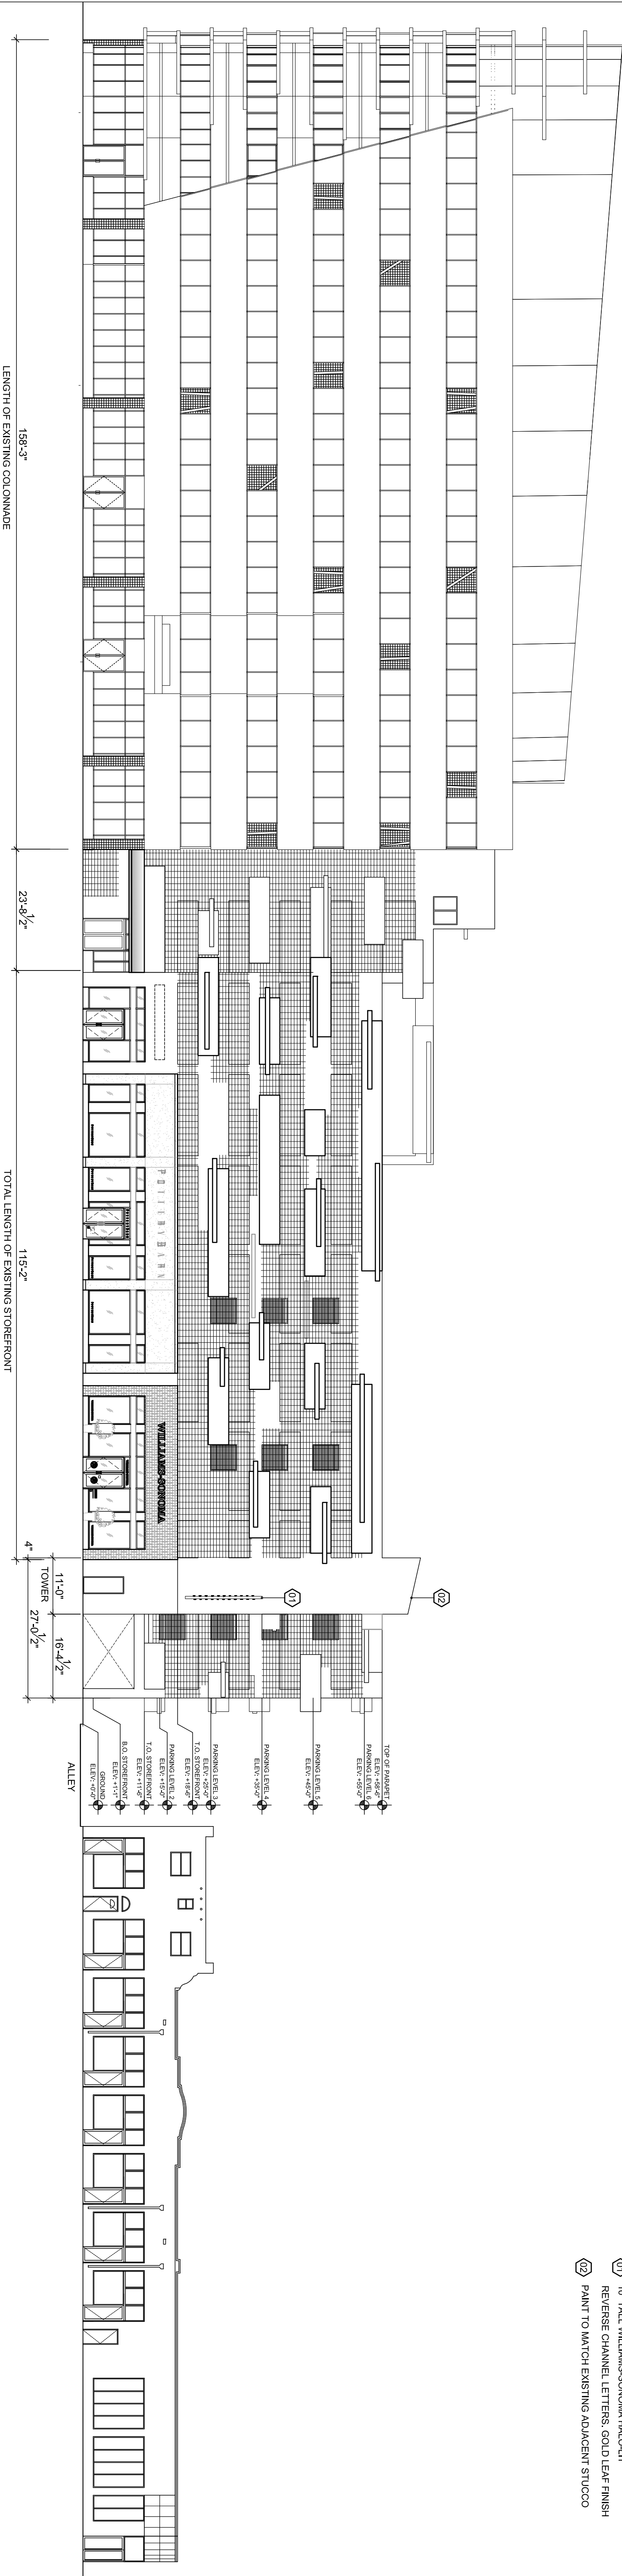 REVERSE CHANNEL LETTERS. GOLD LEAF FINISH
02 PAINT TO MATCH EXISTING ADJACENT STUCCO
02
01
POTTERY BARN
WILLIAMS-SONOMA
TOP OF PARAPET
ELEV: +58'-6"
PARKING LEVEL 6
ELEV: +55'-0"
PARKING LEVEL 5
ELEV: +45'-0"
PARKING LEVEL 4
ELEV: +35'-0"
PARKING LEVEL 3
ELEV: +25'-0"
T.O. STOREFRONT
ELEV: +18'-6"
PARKING LEVEL 2
ELEV: +15'-0"
T.O. STOREFRONT
ELEV: +11'-6"
B.O. STOREFRONT
ELEV: +1'-1"
GROUND
ELEV: +0'-0"
ALLEY
11'-0"
TOWER
16'-4 1/2"
4"
27'-0 1/2"
158'-3"
LENGTH OF EXISTING COLONNADE
23'-8 1/2"
115'-2"
TOTAL LENGTH OF EXISTING STOREFRONT